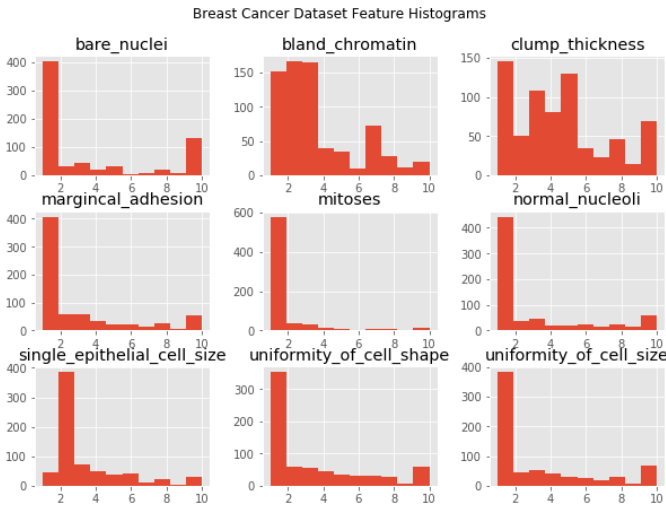 Breast Cancer Dataset Feature Histograms
bare_nuclei
bland_chromatin
clump_thickness
400
300
200
100
0
2 4 6 8 10
150
100
50
0
2 4 6 8 10
150
100
50
0
2 4 6 8 10
margincal_adhesion
mitoses
normal_nucleoli
400
300
200
100
0
2 4 6 8 10
600
400
200
0
2 4 6 8 10
400
300
200
100
0
2 4 6 8 10
single_epithelial_cell_size
uniformity_of_cell_shape
uniformity_of_cell_size
400
300
200
100
0
2 4 6 8 10
300
200
100
0
2 4 6 8 10
400
300
200
100
0
2 4 6 8 10